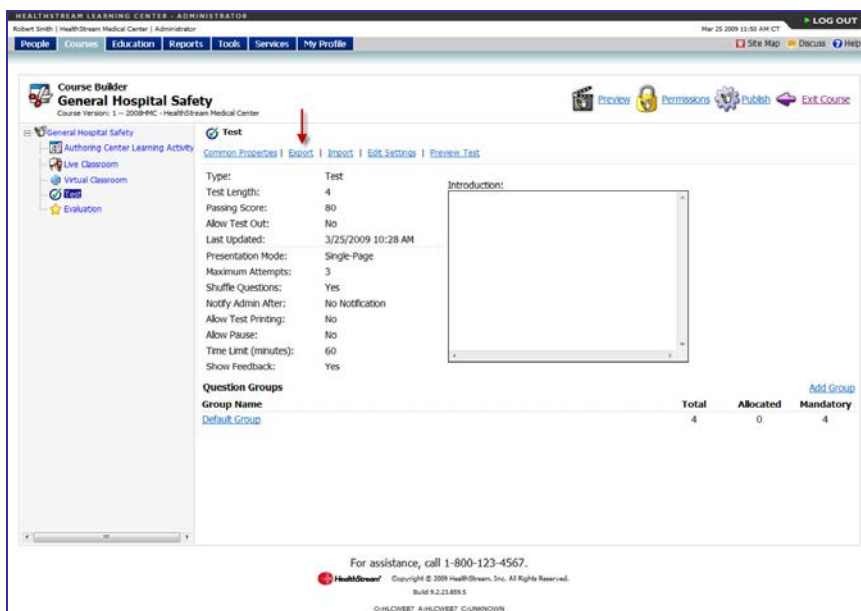 HEALTHSTREAM LEARNING CENTER - ADMINISTRATOR
LOG OUT
Robert Smith | HealthStream Medical Center | Administrator
Mar 25 2009 11:50 AM CT
People Courses Education Reports Tools Services My Profile
Site Map Discuss Help
Course Builder
General Hospital Safety
Course Version: 1 -- 2008HMC - HealthStream Medical Center
Preview Permissions Publish Exit Course
General Hospital Safety
Authoring Center Learning Activity
Live Classroom
Virtual Classroom
Test
Evaluation
Test
Common Properties | Export | Import | Edit Settings | Preview Test
Type: Test
Introduction:
Test Length: 4
Passing Score: 80
Allow Test Out: No
Last Updated: 3/25/2009 10:28 AM
Presentation Mode: Single-Page
Maximum Attempts: 3
Shuffle Questions: Yes
Notify Admin After: No Notification
Allow Test Printing: No
Allow Pause: No
Time Limit (minutes): 60
Show Feedback: Yes
Question Groups
Add Group
Group Name Total Allocated Mandatory
Default Group 4 0 4
For assistance, call 1-800-123-4567.
HealthStream Copyright © 2009 HealthStream, Inc. All Rights Reserved.
Build 9.2.23.859.5
O:HLCWEB7 A:HLCWEB7 C:UNKNOWN